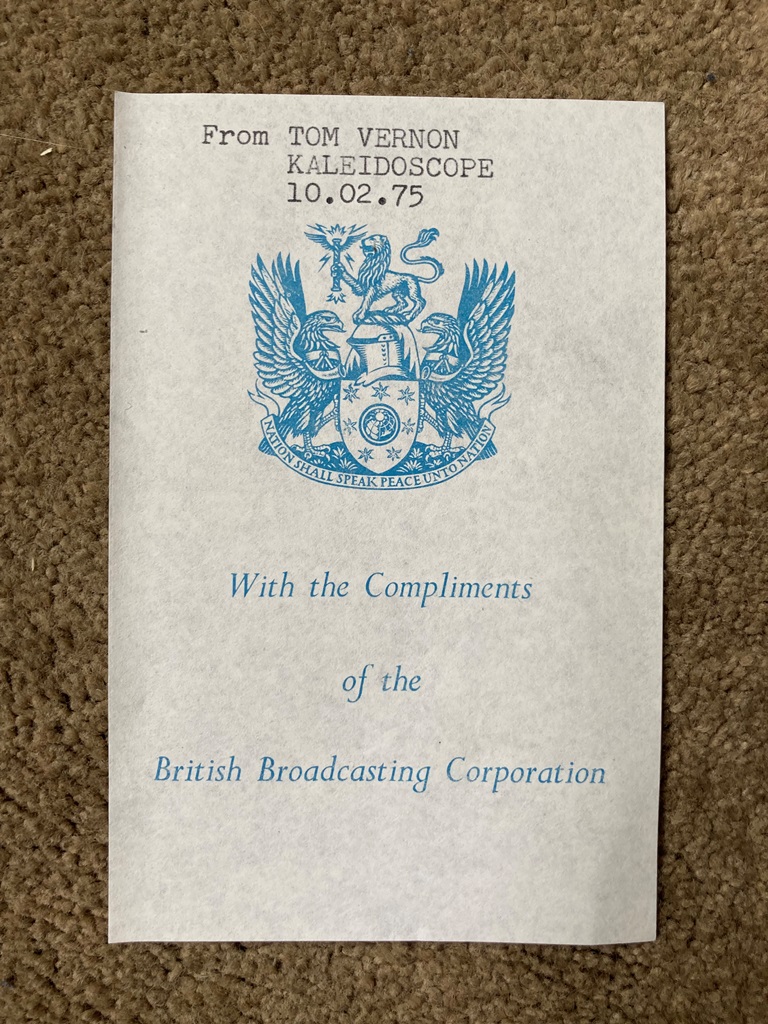 From TOM VERNON
KALEIDOSCOPE
10.02.75
NATION SHALL SPEAK PEACE UNTO NATION
With the Compliments
of the
British Broadcasting Corporation